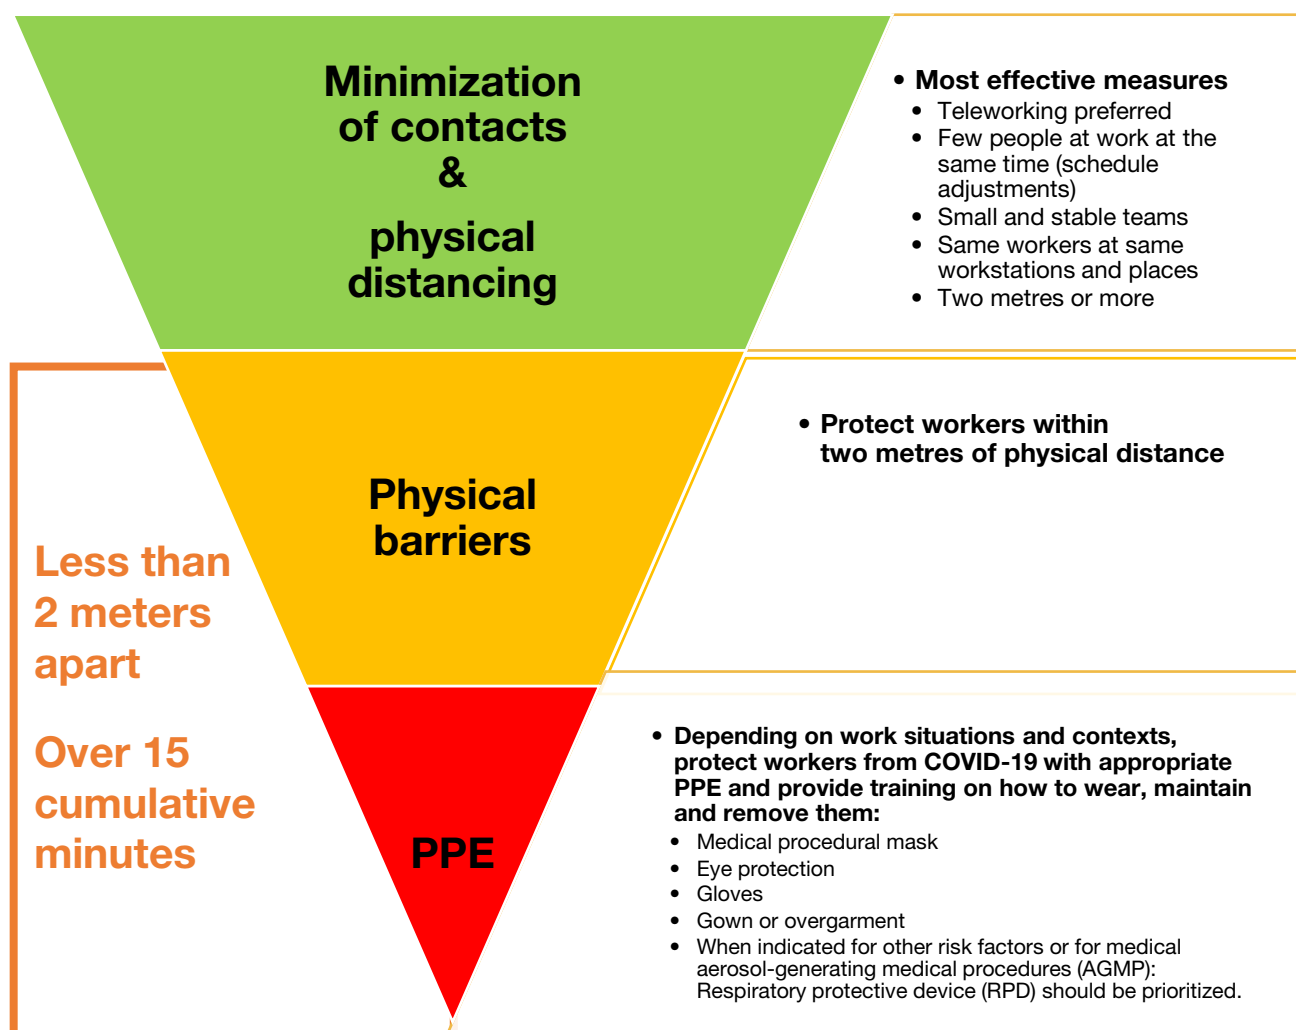 Minimization
of contacts
&
physical
distancing
• Most effective measures
• Teleworking preferred
• Few people at work at the
same time (schedule
adjustments)
• Small and stable teams
• Same workers at same
workstations and places
• Two metres or more
Less than
2 meters
apart
Over 15
cumulative
minutes
Physical
barriers
• Protect workers within
two metres of physical distance
PPE
• Depending on work situations and contexts,
protect workers from COVID-19 with appropriate
PPE and provide training on how to wear, maintain
and remove them:
• Medical procedural mask
• Eye protection
• Gloves
• Gown or overgarment
• When indicated for other risk factors or for medical
aerosol-generating medical procedures (AGMP):
Respiratory protective device (RPD) should be prioritized.